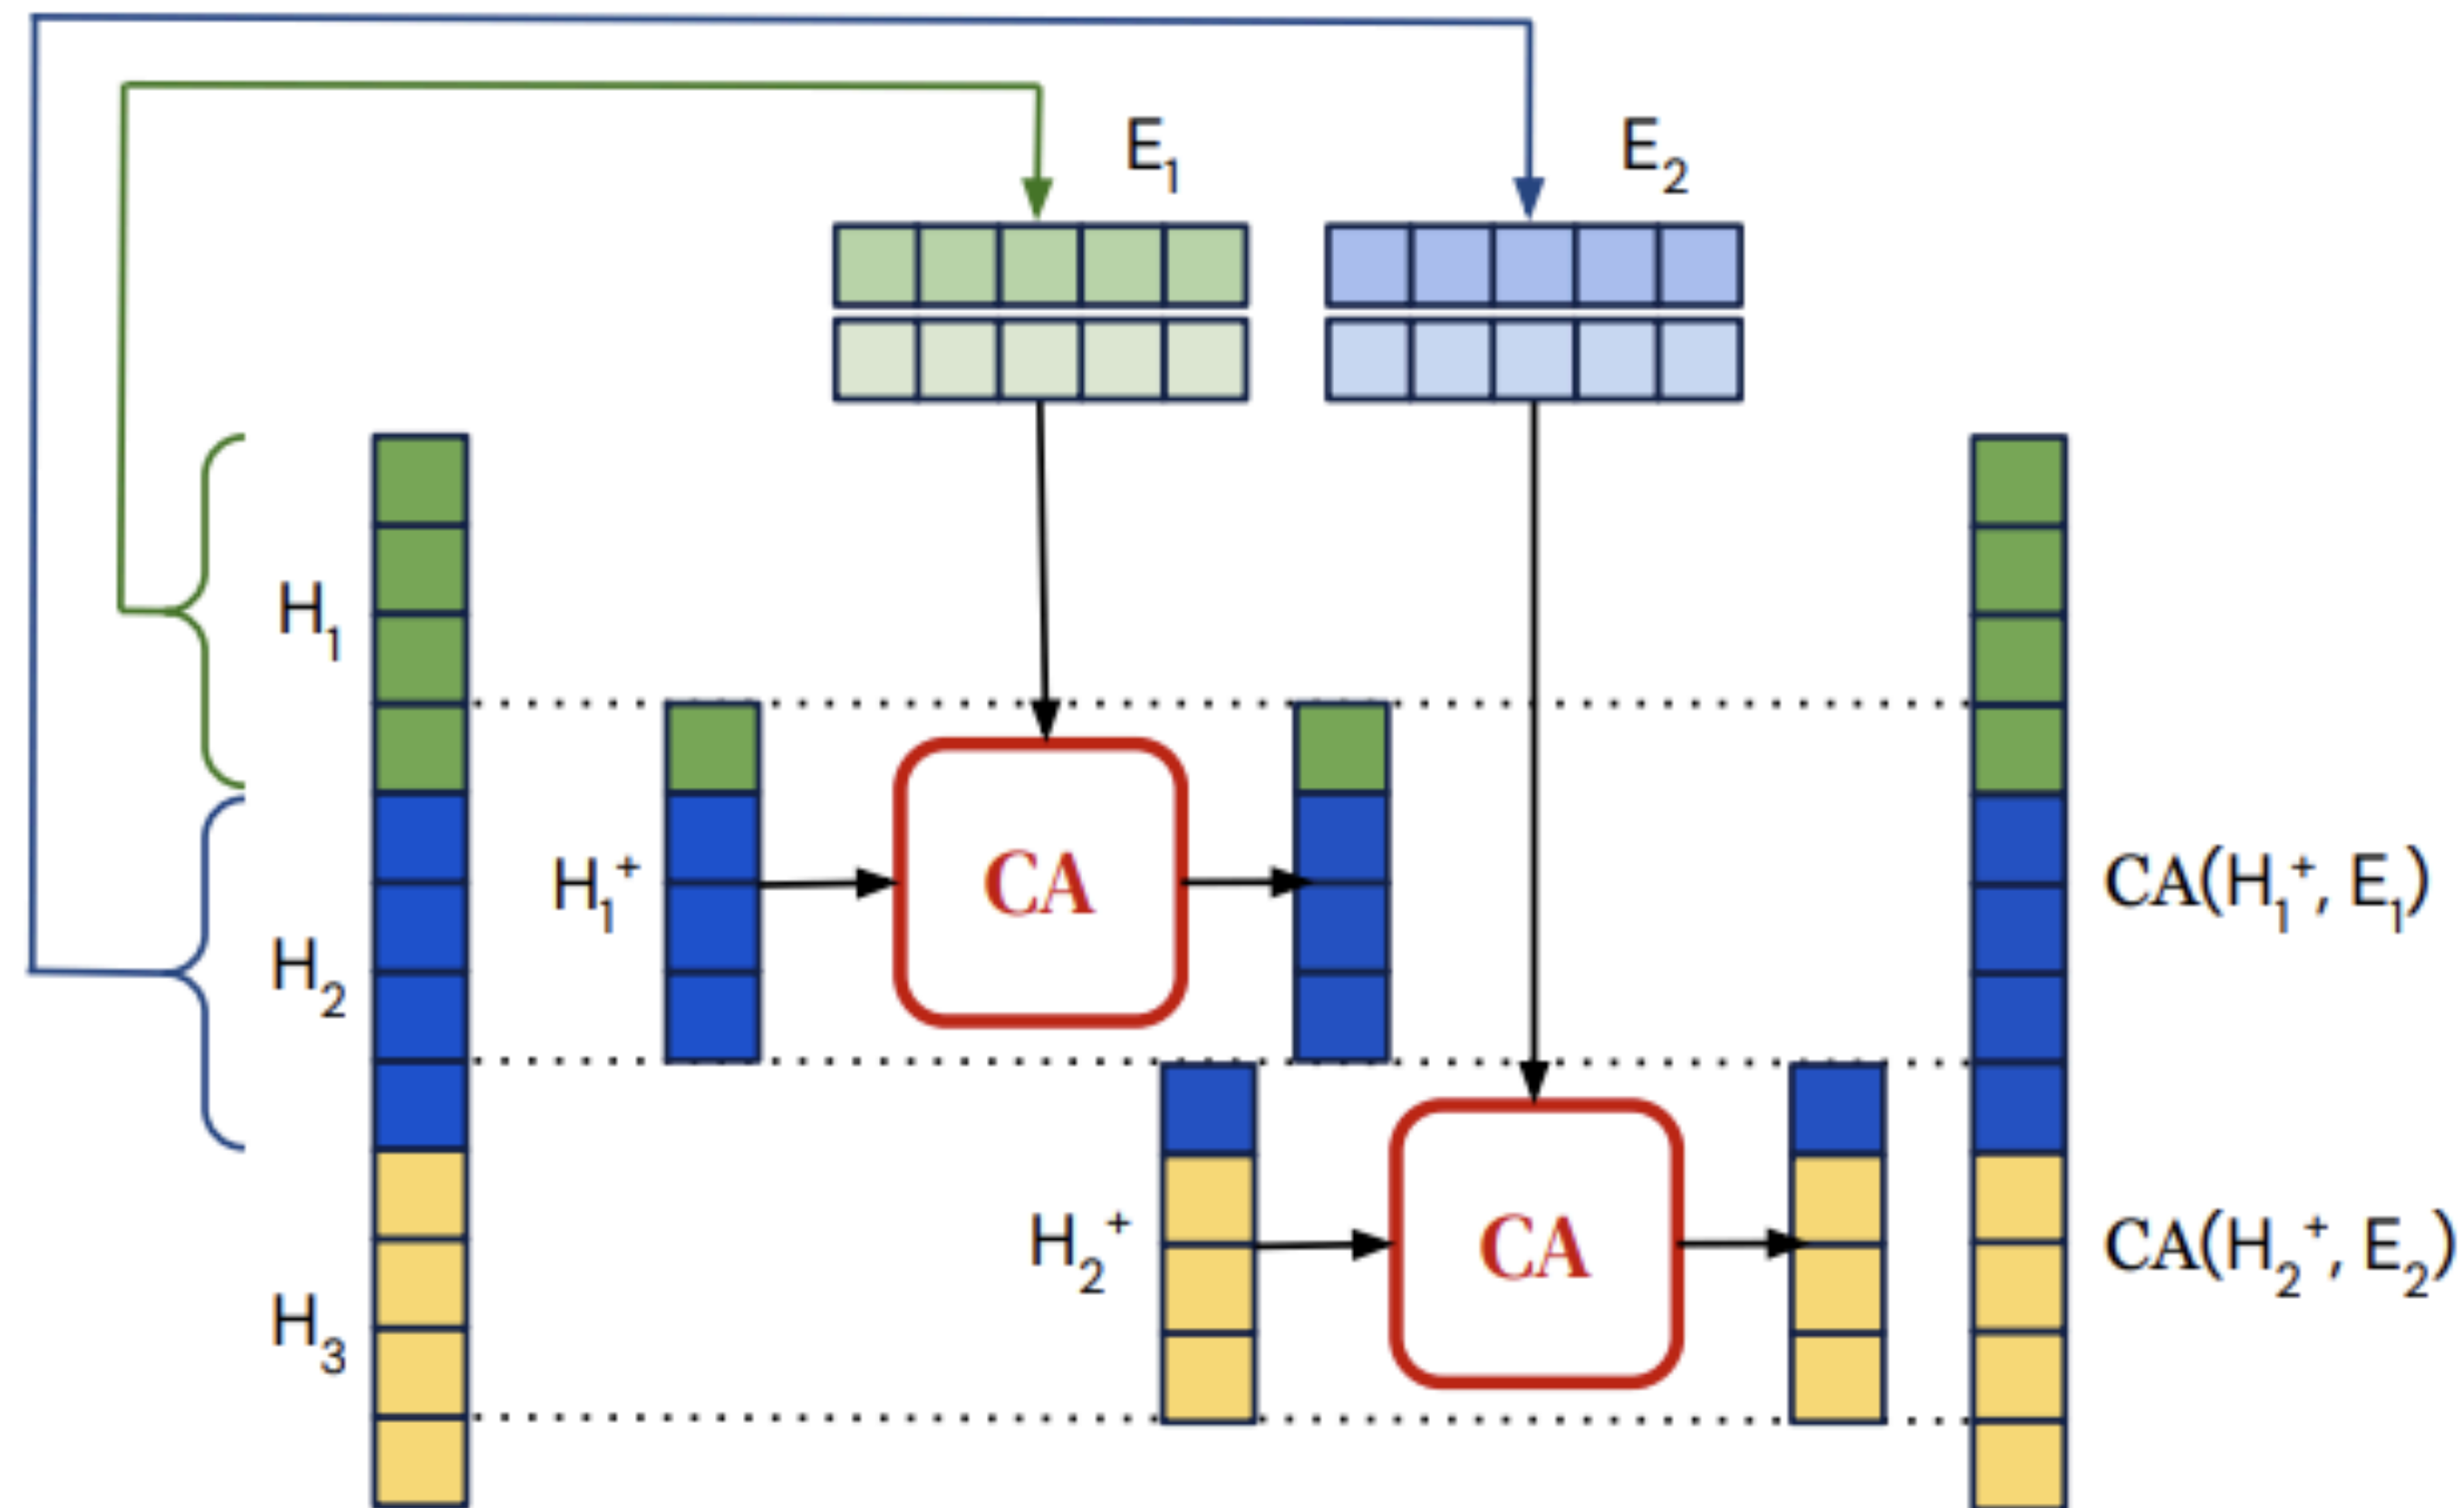 E₁
E₂
H₁
H₁⁺
CA
CA(H₁⁺, E₁)
H₂
H₂⁺
CA
CA(H₂⁺, E₂)
H₃